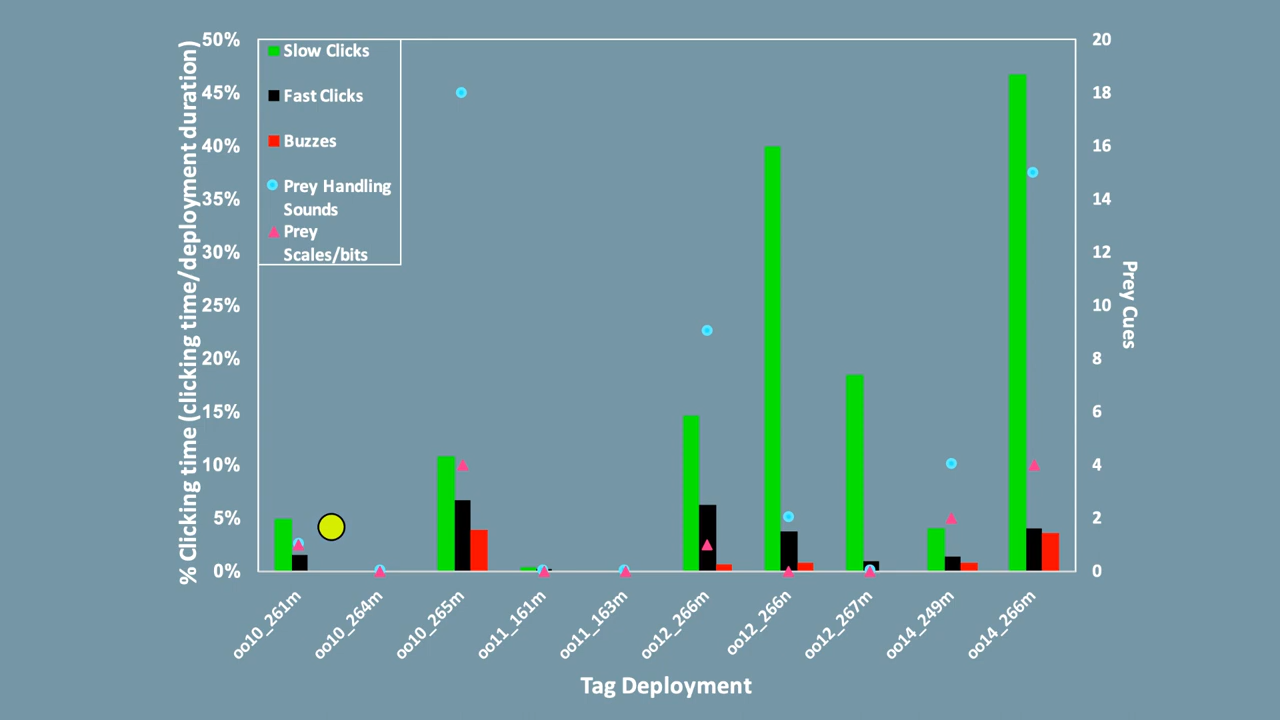 50%
45%
40%
35%
30%
25%
20%
15%
10%
5%
0%
% Clicking time (clicking time/deployment duration)
Slow Clicks
Fast Clicks
Buzzes
Prey Handling
Sounds
Prey
Scales/bits
20
18
16
14
12
10
8
6
4
2
0
Prey Cues
oo10_261m
oo10_264m
oo10_265m
oo11_161m
oo11_163m
oo12_266m
oo12_266n
oo12_267m
oo14_249m
oo14_266m
Tag Deployment